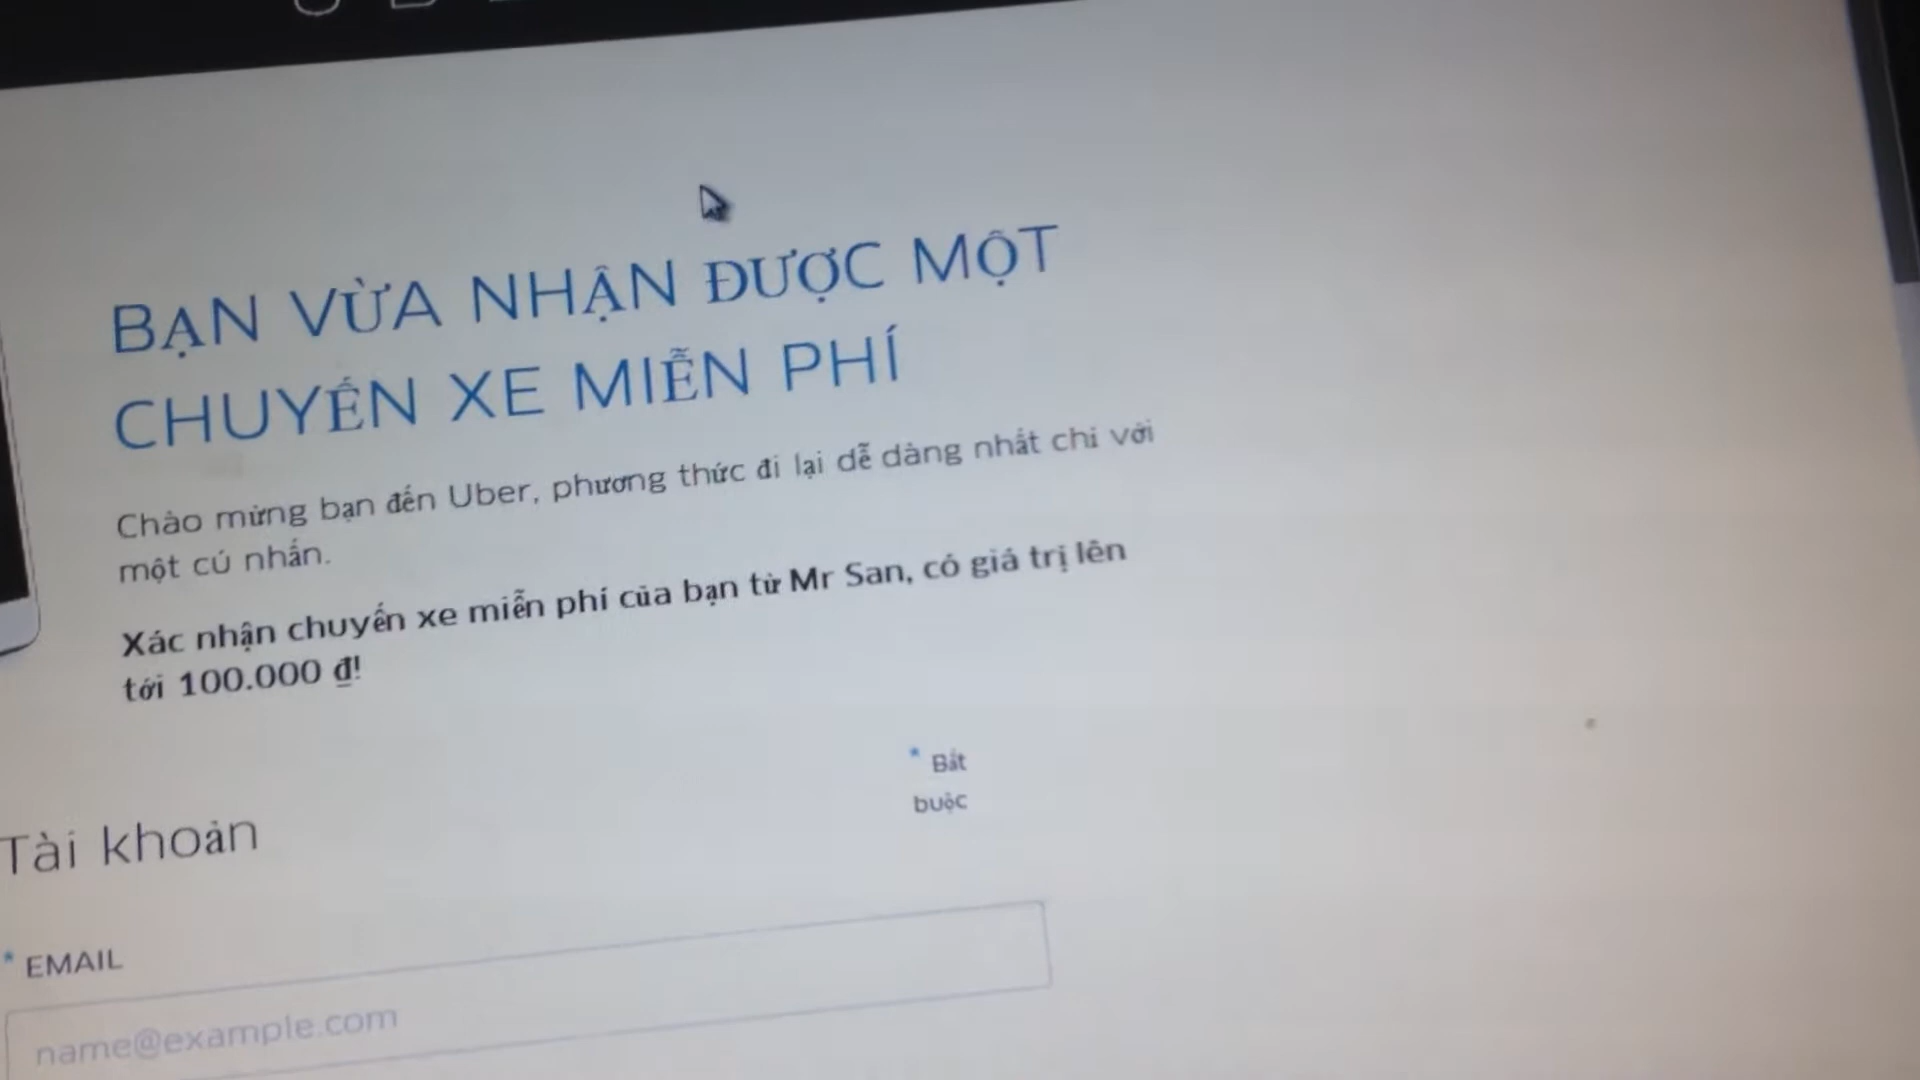 BẠN VỪA NHẬN ĐƯỢC MỘT
CHUYẾN XE MIỄN PHÍ
Chào mừng bạn đến Uber, phương thức đi lại dễ dàng nhất chỉ với
một cú nhấn.
Xác nhận chuyến xe miễn phí của bạn từ Mr San, có giá trị lên
tới 100.000 ₫!
* Bắt
buộc
Tài khoản
* EMAIL
name@example.com